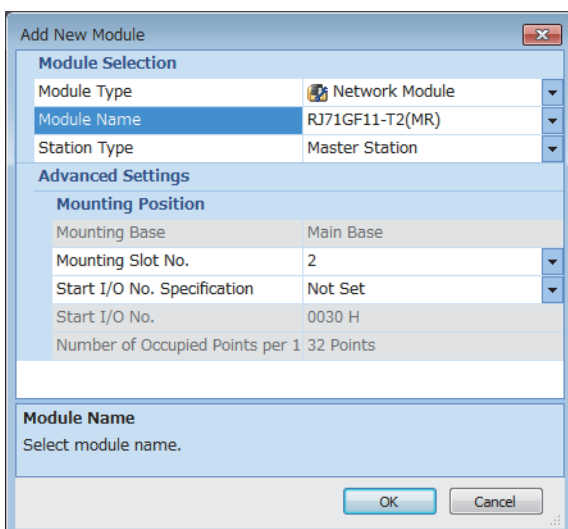 Add New Module
Module Selection
Module Type Network Module
Module Name RJ71GF11-T2(MR)
Station Type Master Station
Advanced Settings
Mounting Position
Mounting Base Main Base
Mounting Slot No. 2
Start I/O No. Specification Not Set
Start I/O No. 0030 H
Number of Occupied Points per 1 32 Points
Module Name
Select module name.
OK Cancel